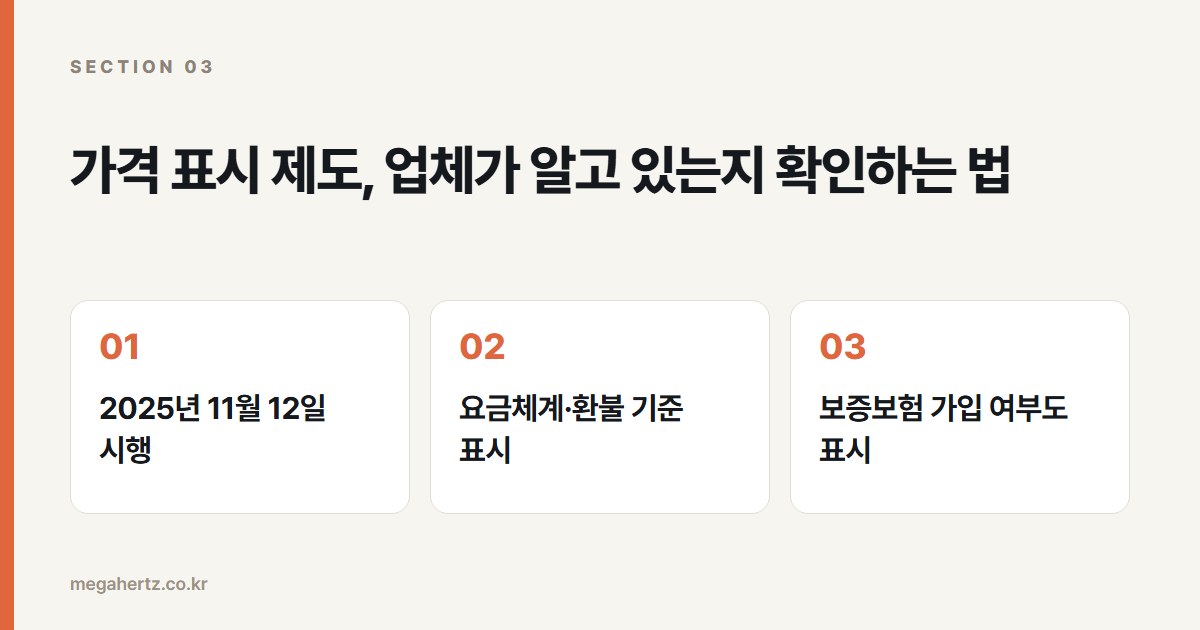 SECTION 03
가격 표시 제도, 업체가 알고 있는지 확인하는 법
01
2025년 11월 12일
시행
02
요금체계·환불 기준
표시
03
보증보험 가입 여부도
표시
megahertz.co.kr